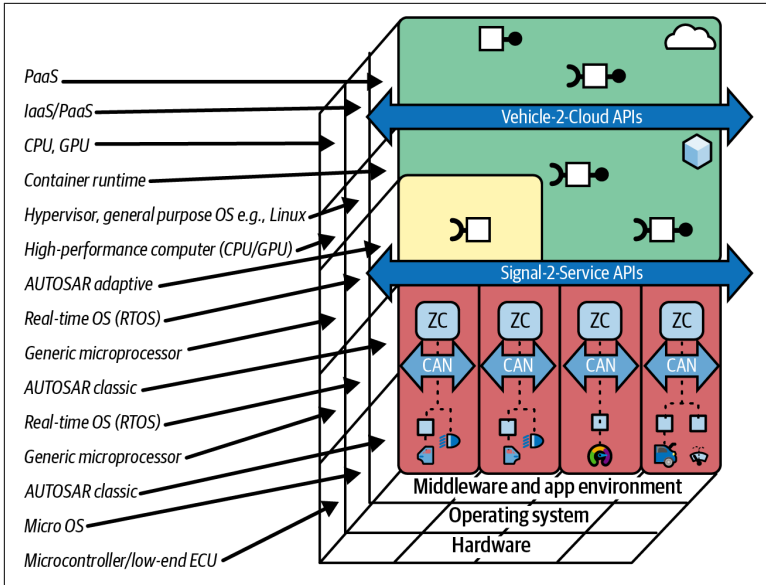 PaaS
IaaS/PaaS
CPU, GPU
Container runtime
Hypervisor, general purpose OS e.g., Linux
High-performance computer (CPU/GPU)
AUTOSAR adaptive
Real-time OS (RTOS)
Generic microprocessor
AUTOSAR classic
Real-time OS (RTOS)
Generic microprocessor
AUTOSAR classic
Micro OS
Microcontroller/low-end ECU
Vehicle-2-Cloud APIs
Signal-2-Service APIs
ZC ZC ZC ZC
CAN CAN CAN CAN
Middleware and app environment
Operating system
Hardware